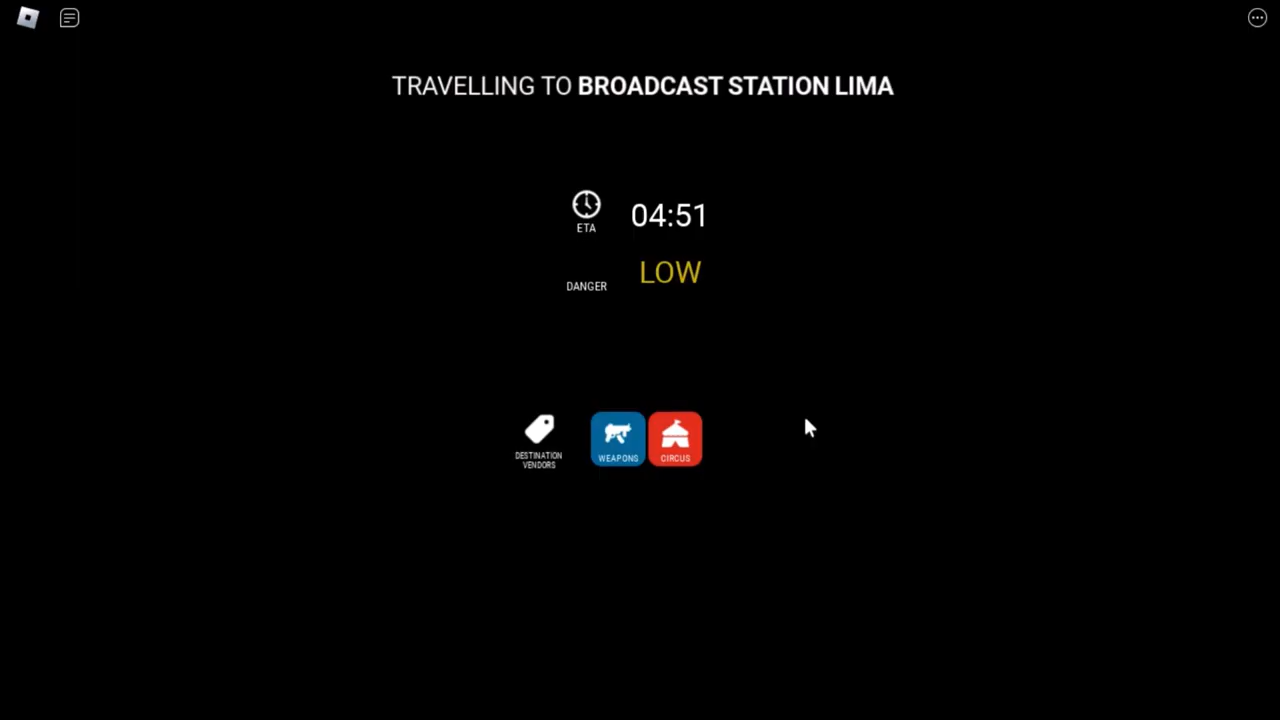 TRAVELLING TO BROADCAST STATION LIMA
04:51
ETA
LOW
DANGER
DESTINATION
VENDORS
WEAPONS
CIRCUS